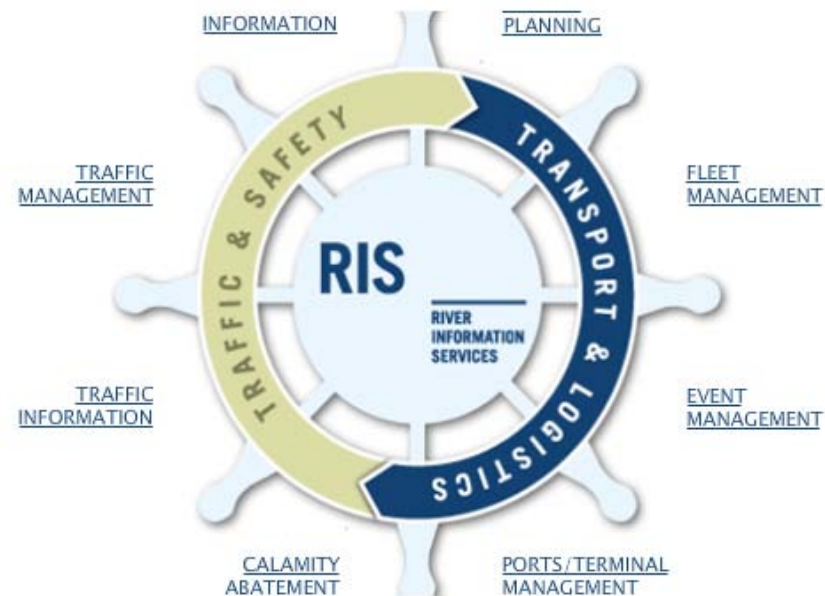 INFORMATION
PLANNING
TRAFFIC
MANAGEMENT
FLEET
MANAGEMENT
TRAFFIC & SAFETY
TRANSPORT & LOGISTICS
RIS
RIVER
INFORMATION
SERVICES
TRAFFIC
INFORMATION
EVENT
MANAGEMENT
CALAMITY
ABATEMENT
PORTS/TERMINAL
MANAGEMENT